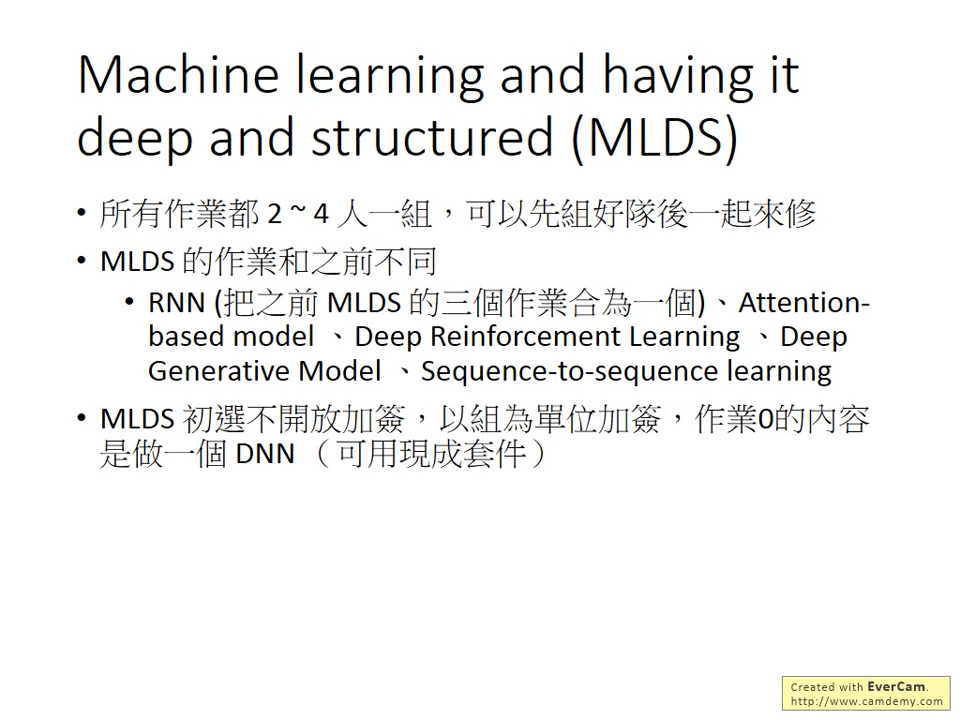 Machine learning and having it
deep and structured (MLDS)
• 所有作業都 2 ~ 4 人一組，可以先組好隊後一起來修
• MLDS 的作業和之前不同
• RNN (把之前 MLDS 的三個作業合為一個)、Attention-
based model 、Deep Reinforcement Learning 、Deep
Generative Model 、Sequence-to-sequence learning
• MLDS 初選不開放加簽，以組為單位加簽，作業0的內容
是做一個 DNN （可用現成套件）
Created with EverCam.
http://www.camdemy.com